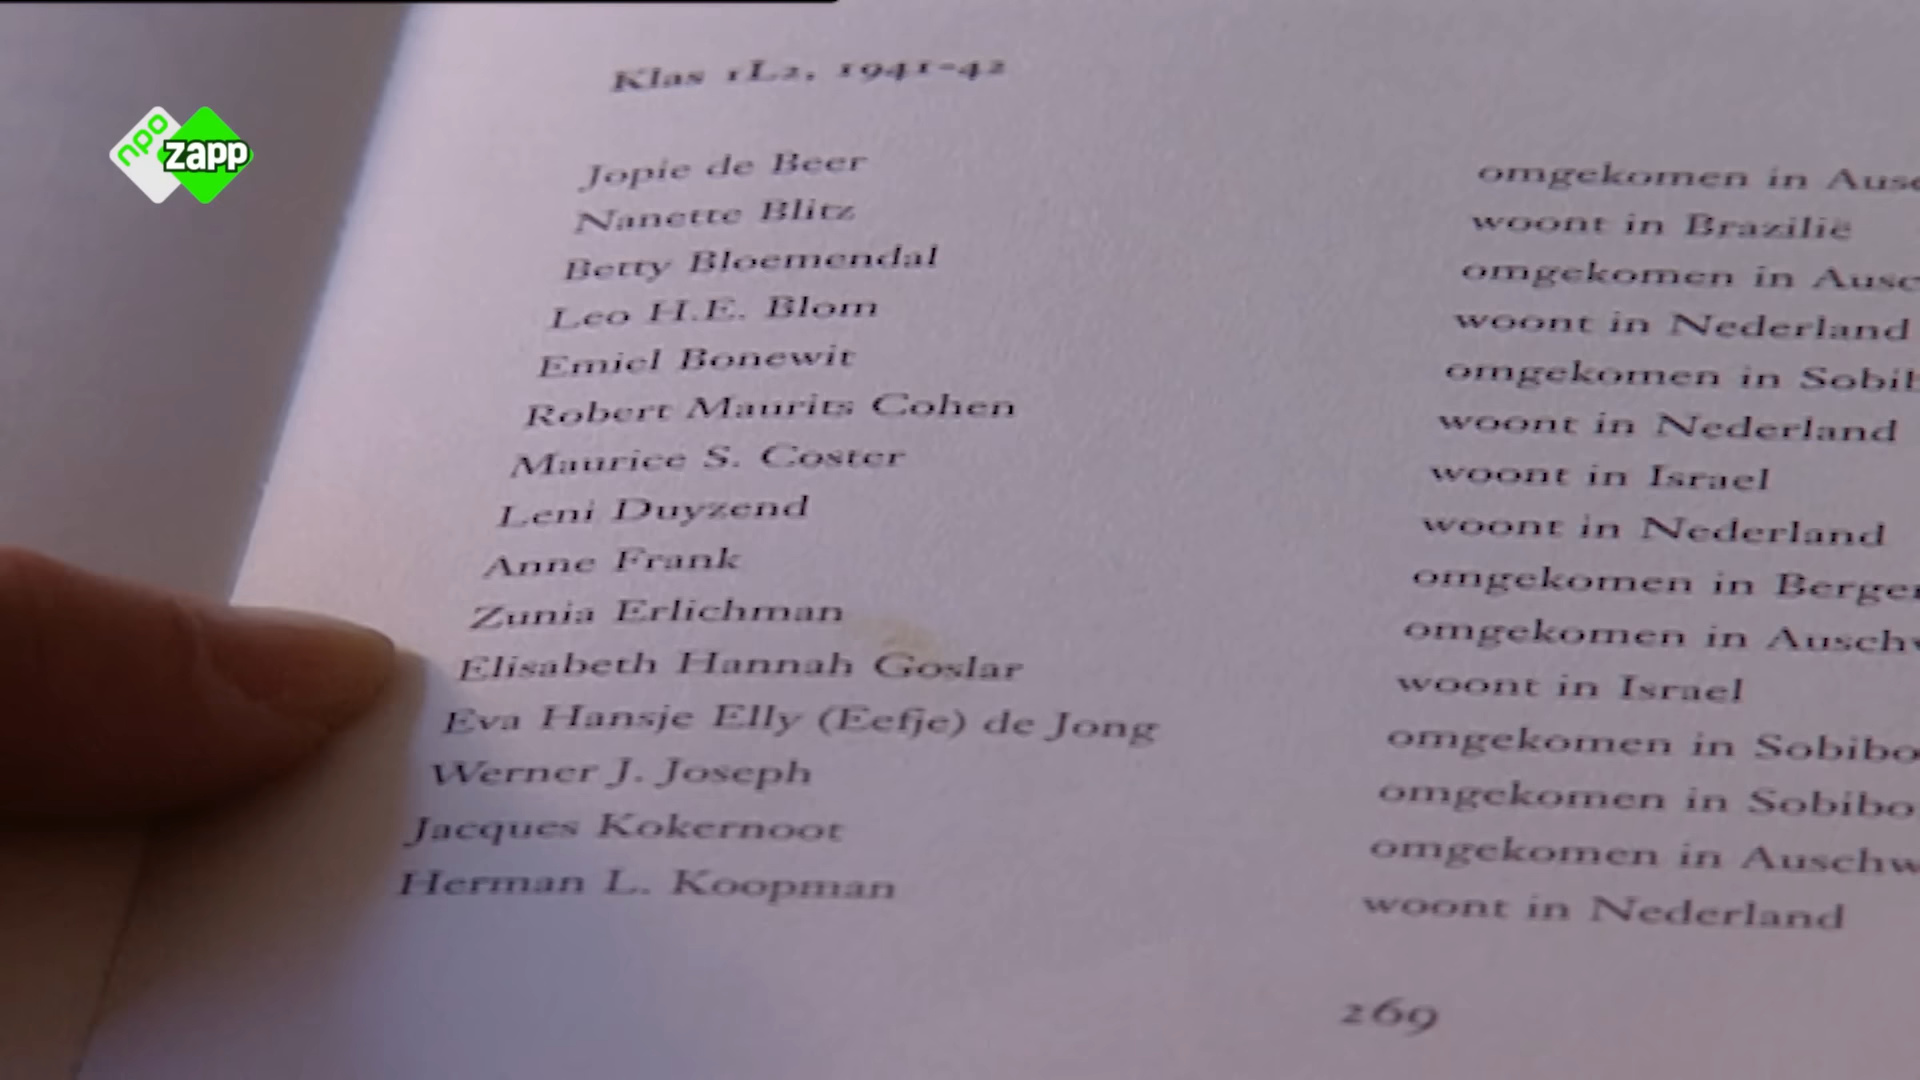 npo
zapp
Klas 1L2, 1941-42
Jopie de Beer omgekomen in
Nanette Blitz woont in Brazilië
Betty Bloemendal omgekomen in
Leo H.E. Blom woont in Nederland
Emiel Bonewit omgekomen in
Robert Maurits Cohen woont in Nederland
Maurice S. Coster woont in Israel
Leni Duyzend woont in Nederland
Anne Frank omgekomen in
Zunia Erlichman omgekomen in
Elisabeth Hannah Goslar woont in Israel
Eva Hansje Elly (Eefje) de Jong omgekomen in
Werner J. Joseph omgekomen in
Jacques Kokernoot omgekomen in
Herman L. Koopman woont in Nederland
269